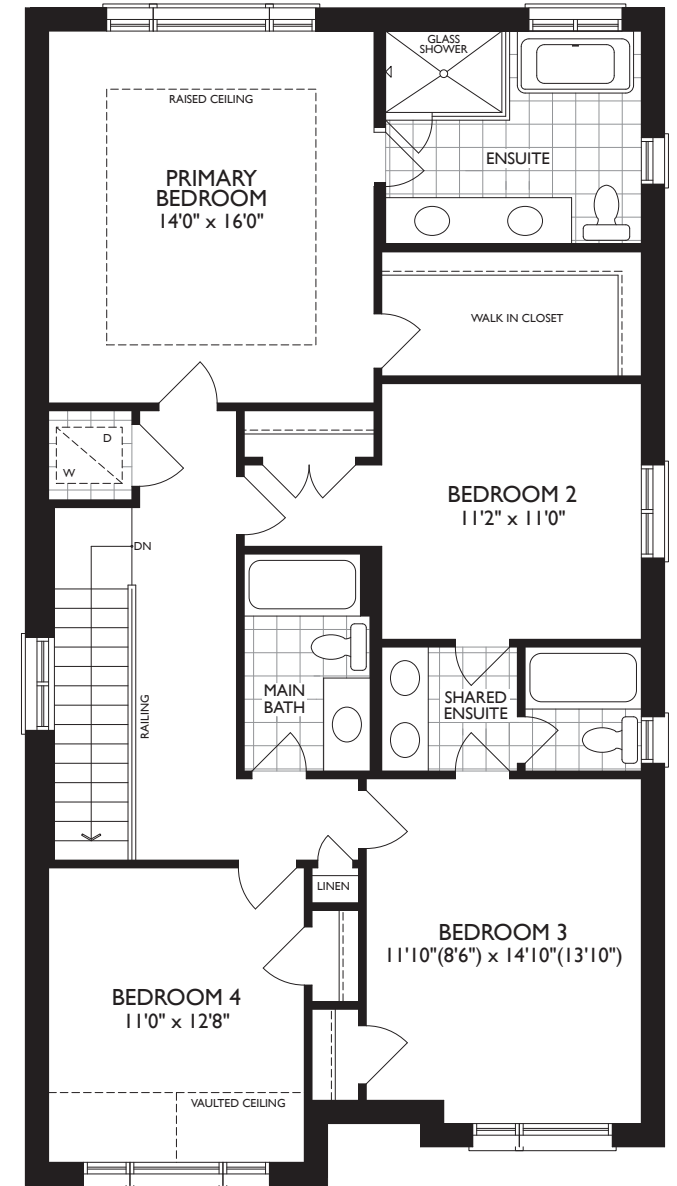 GLASS
SHOWER
RAISED CEILING
PRIMARY
BEDROOM
14'0" x 16'0"
ENSUITE
WALK IN CLOSET
D
W
BEDROOM 2
11'2" x 11'0"
DN
RAILING
MAIN
BATH
SHARED
ENSUITE
LINEN
BEDROOM 3
11'10"(8'6") x 14'10"(13'10")
BEDROOM 4
11'0" x 12'8"
VAULTED CEILING